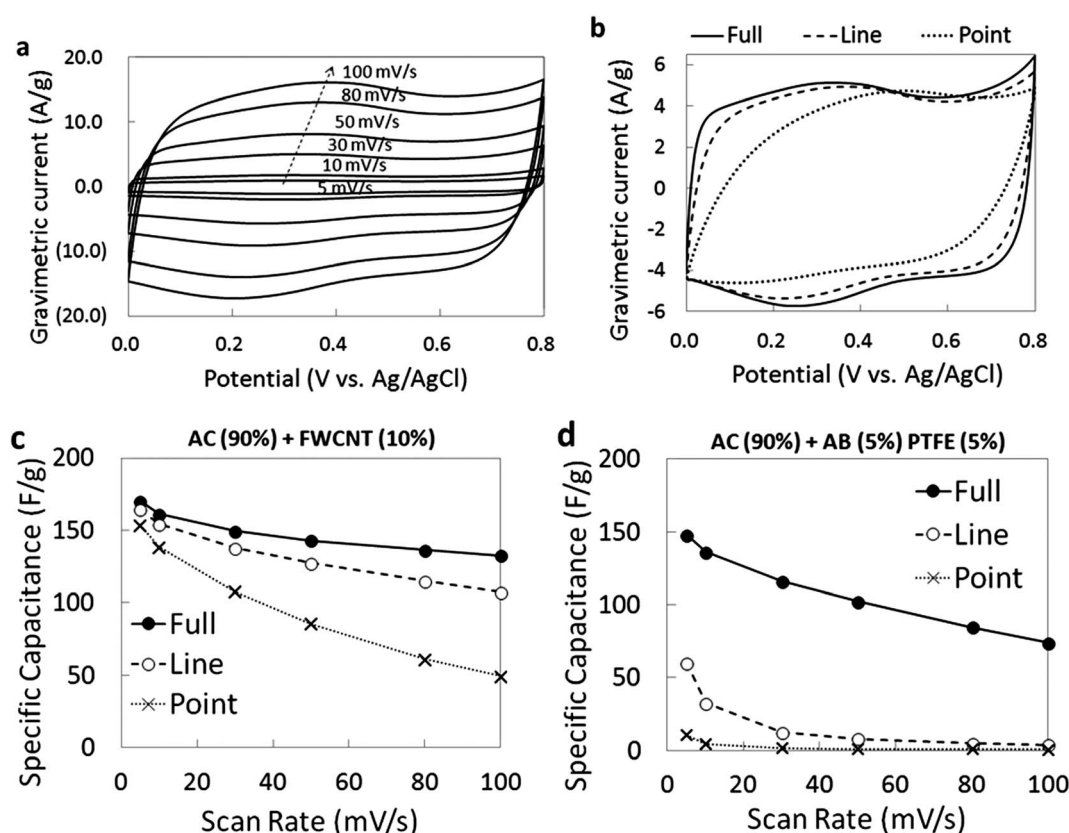 a
20.0
10.0
0.0
(10.0)
(20.0)
Gravimetric current (A/g)
100 mV/s
80 mV/s
50 mV/s
30 mV/s
10 mV/s
5 mV/s
0.0 0.2 0.4 0.6 0.8
Potential (V vs. Ag/AgCl)
b
Full Line Point
6
4
2
0
-2
-4
-6
Gravimetric current (A/g)
0.0 0.2 0.4 0.6 0.8
Potential (V vs. Ag/AgCl)
c
AC (90%) + FWCNT (10%)
200
150
100
50
0
Specific Capacitance (F/g)
Full
Line
Point
0 20 40 60 80 100
Scan Rate (mV/s)
d
AC (90%) + AB (5%) PTFE (5%)
200
150
100
50
0
Specific Capacitance (F/g)
Full
Line
Point
0 20 40 60 80 100
Scan Rate (mV/s)